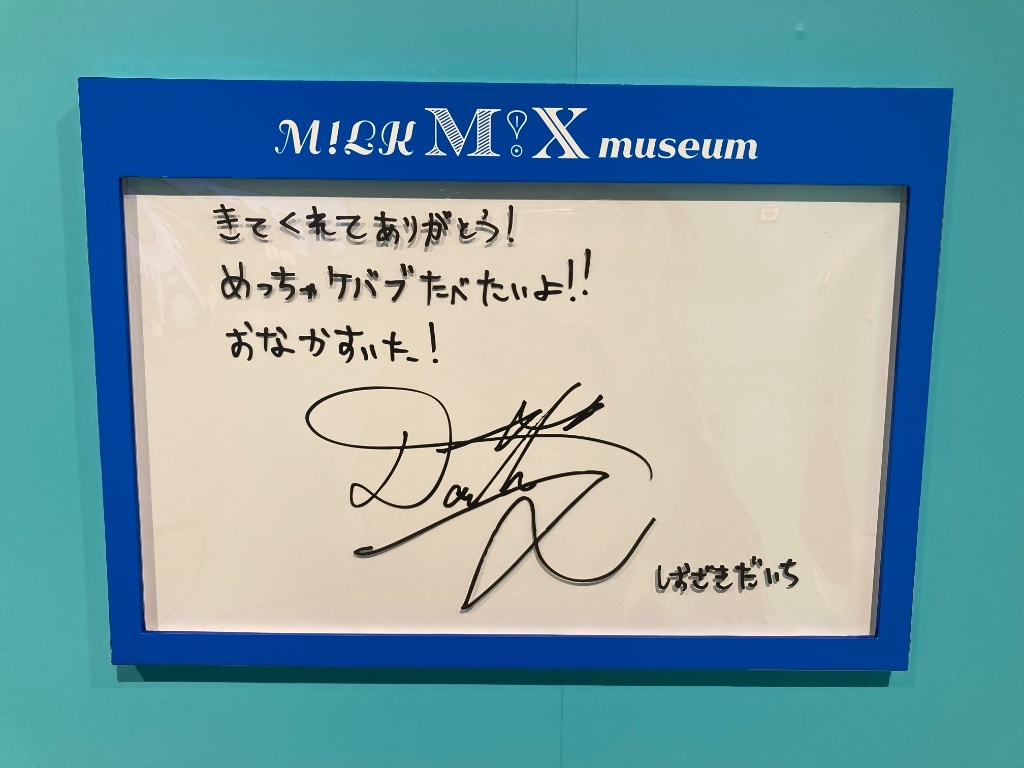 M!LK M!X museum
きてくれてありがとう!
めっちゃケバブたべたいよ!!
おなかすいた!
しおざきだいち